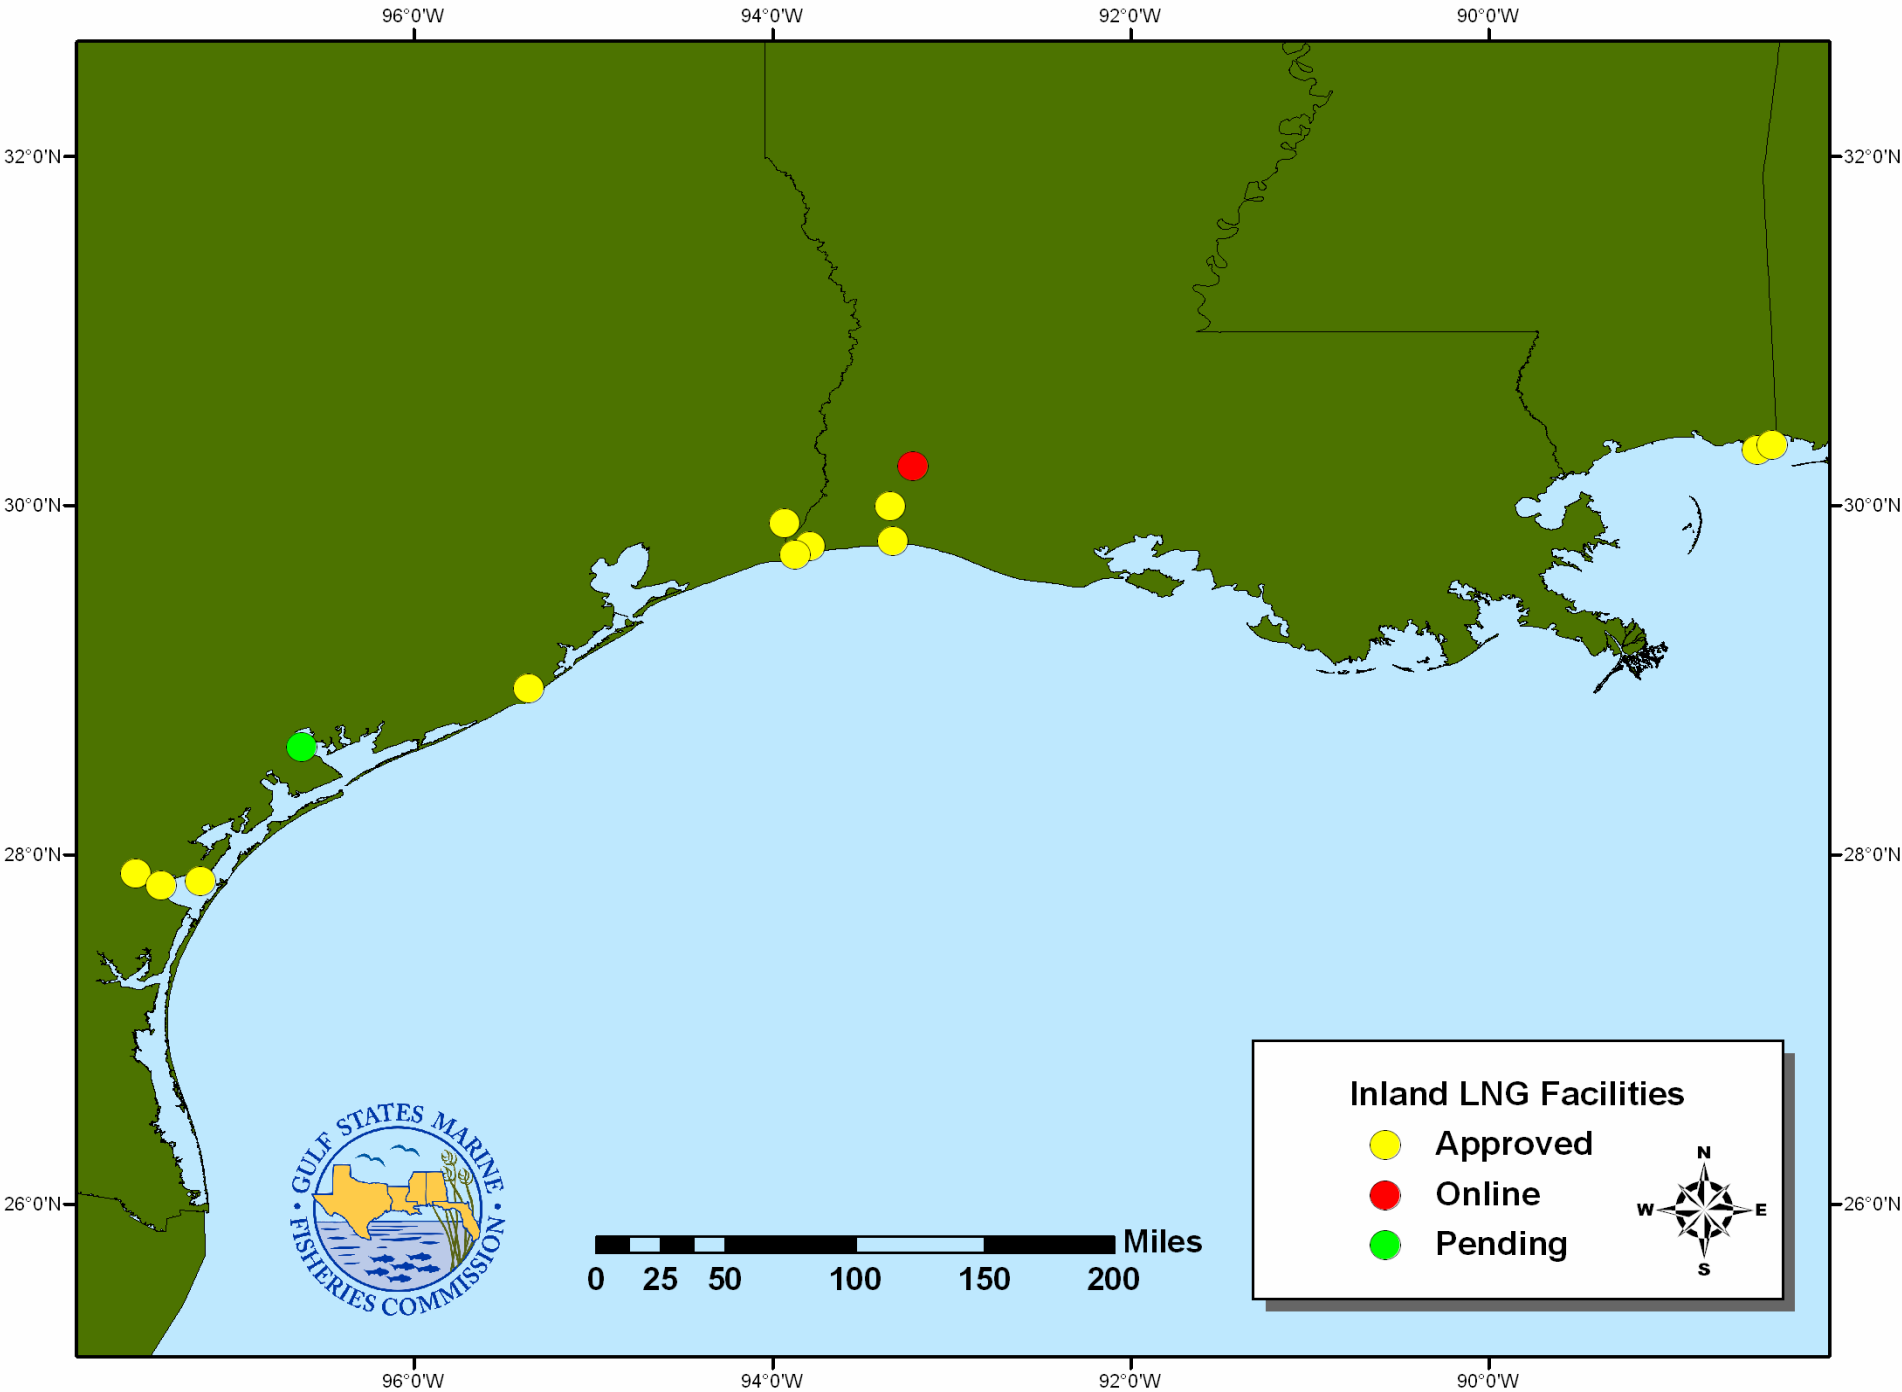 96°0'W 94°0'W 92°0'W 90°0'W
32°0'N 32°0'N
30°0'N 30°0'N
28°0'N 28°0'N
26°0'N 26°0'N
GULF STATES MARINE
• FISHERIES COMMISSION •
Miles
0 25 50 100 150 200
Inland LNG Facilities
Approved
Online
Pending
N
W E
S
96°0'W 94°0'W 92°0'W 90°0'W